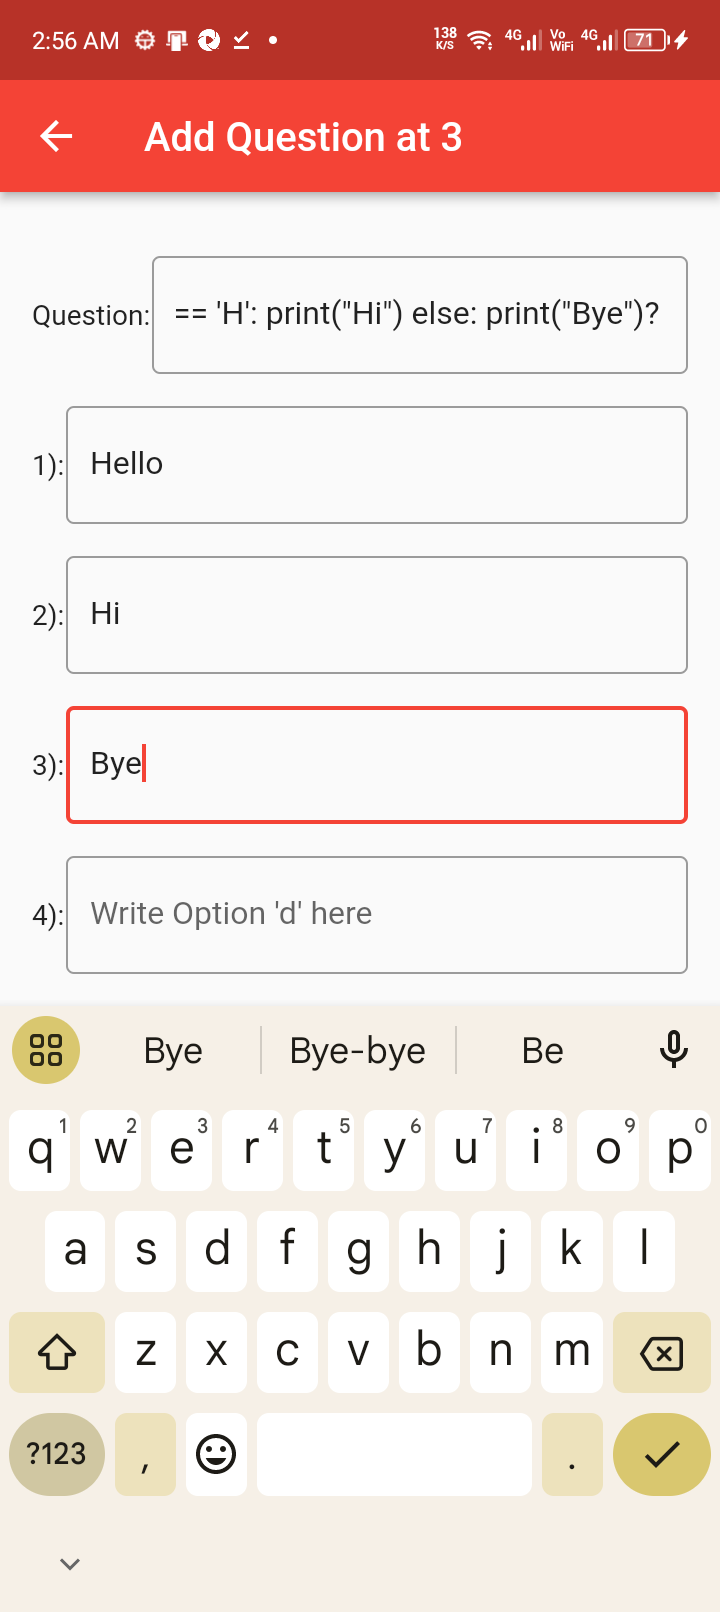 2:56 AM 138 K/S 4G Vo WiFi 4G 71
Add Question at 3
Question: == 'H': print("Hi") else: print("Bye")?
1): Hello
2): Hi
3): Bye
4): Write Option 'd' here
Bye Bye-bye Be
q1 w2 e3 r4 t5 y6 u7 i8 o9 p0
a s d f g h j k l
z x c v b n m
?123 , .